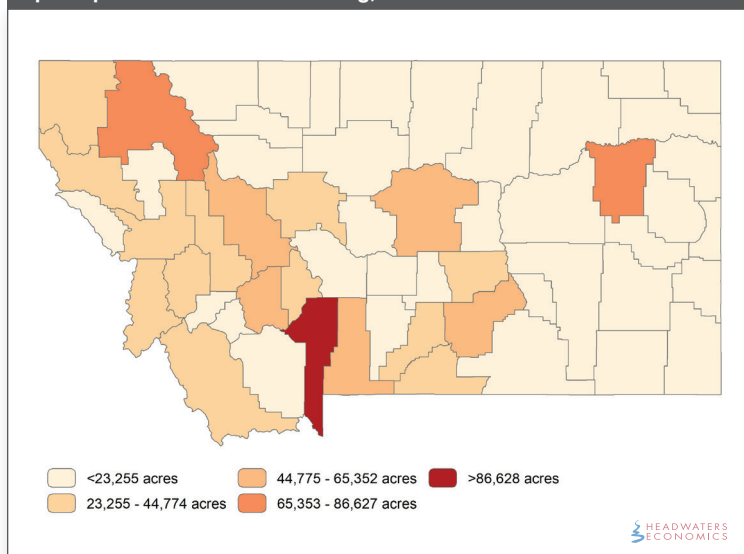 <23,255 acres
44,775 - 65,352 acres
>86,628 acres
23,255 - 44,774 acres
65,353 - 86,627 acres
HEADWATERS
ECONOMICS